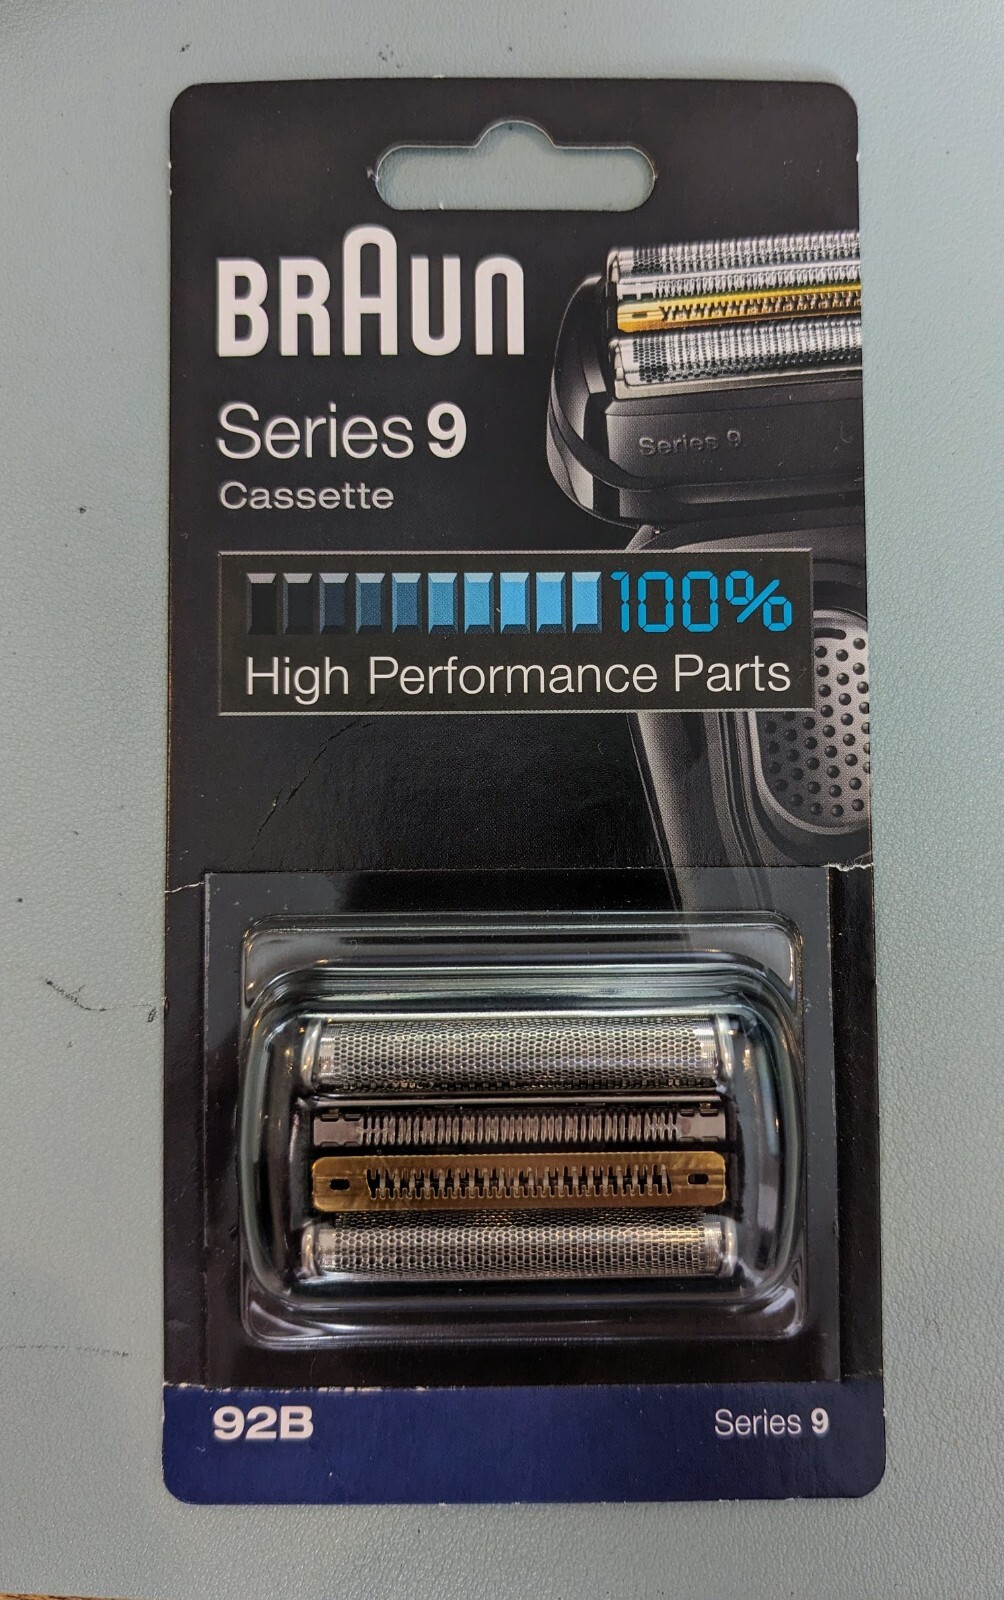 BRAUN
Series 9
Cassette
Series 9
100%
High Performance Parts
92B
Series 9